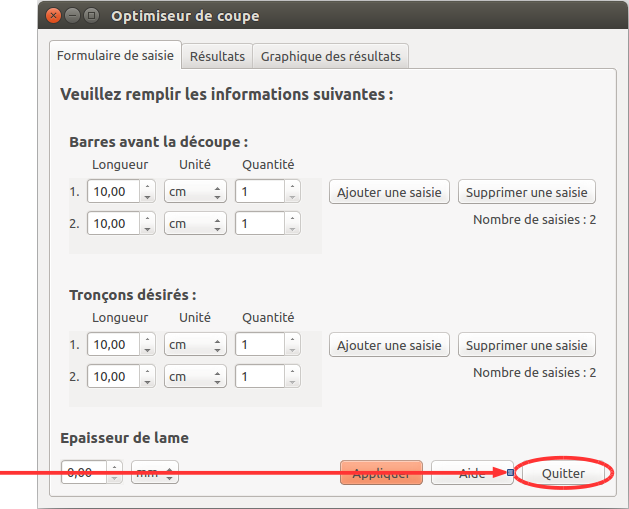 Optimiseur de coupe
Formulaire de saisie Résultats Graphique des résultats
Veuillez remplir les informations suivantes :
Barres avant la découpe :
Longueur Unité Quantité
1. 10,00 cm 1 Ajouter une saisie Supprimer une saisie
2. 10,00 cm 1 Nombre de saisies : 2
Tronçons désirés :
Longueur Unité Quantité
1. 10,00 cm 1 Ajouter une saisie Supprimer une saisie
2. 10,00 cm 1 Nombre de saisies : 2
Epaisseur de lame
0,00 mm Appliquer Aide Quitter